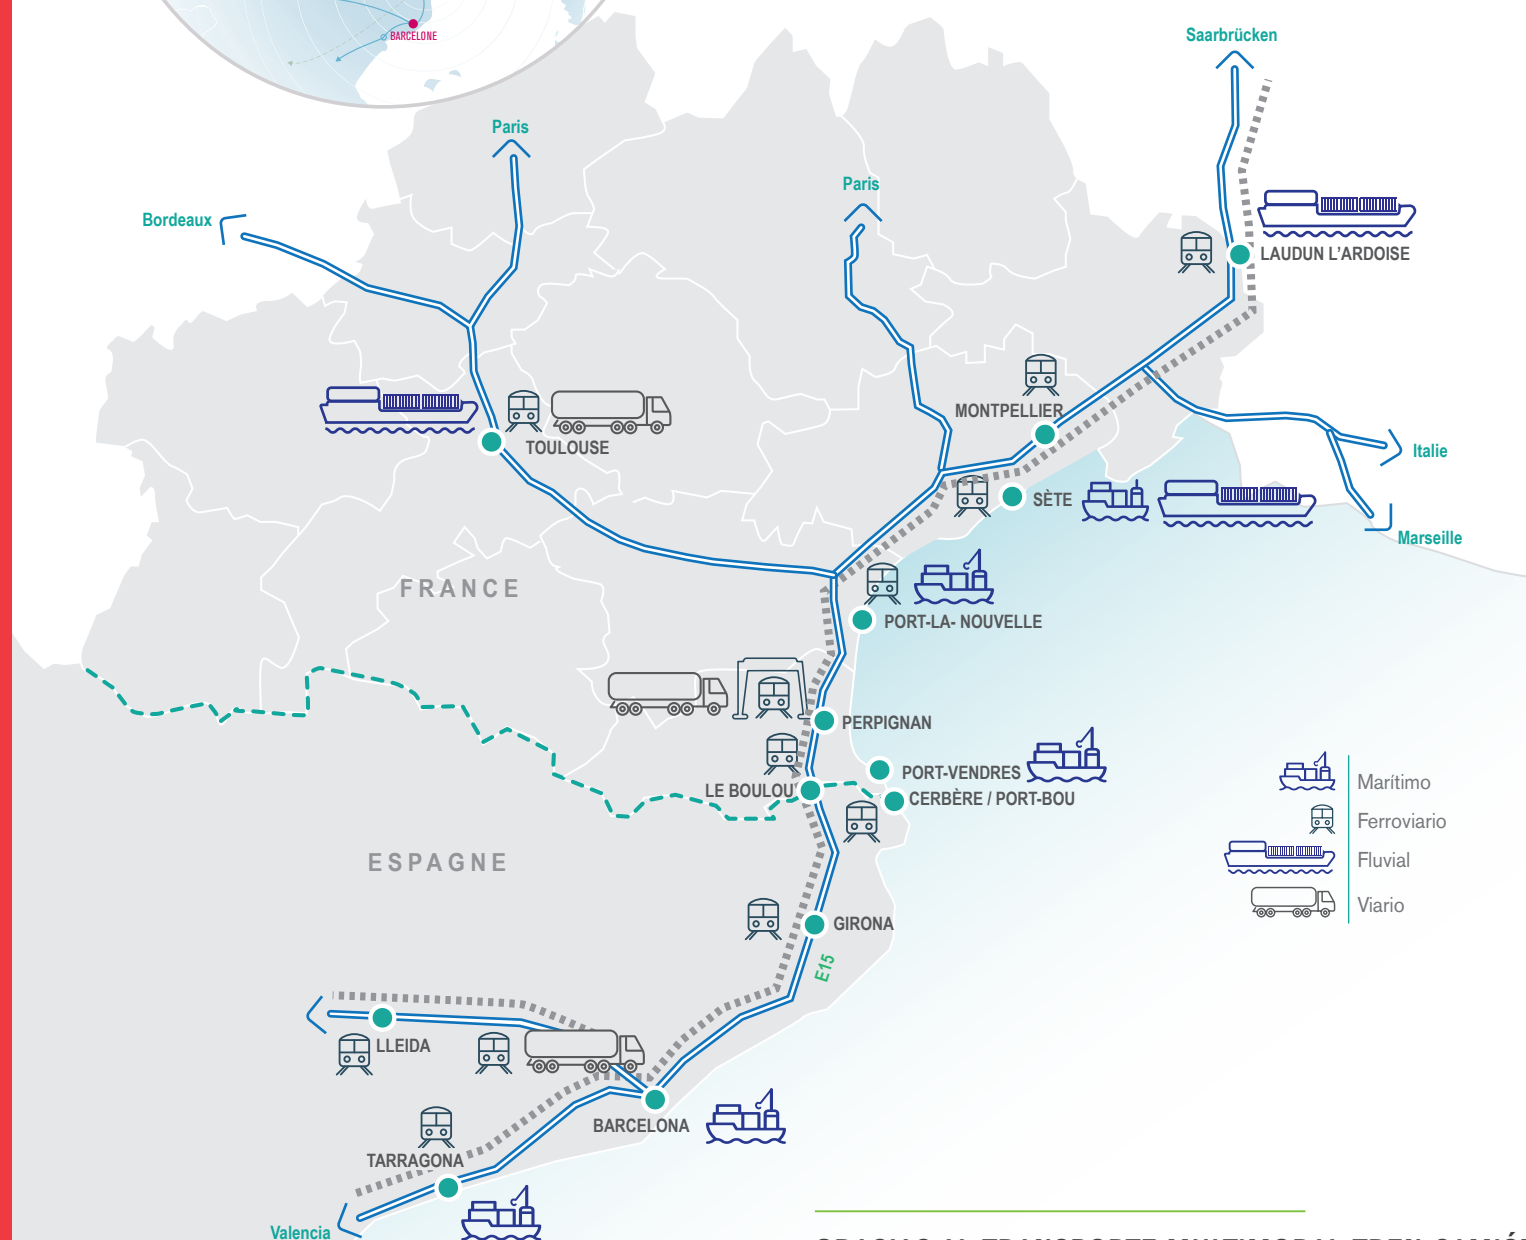 BARCELONE
Saarbrücken
Paris
Paris
Bordeaux
LAUDUN L'ARDOISE
MONTPELLIER
TOULOUSE
Italie
SÈTE
Marseille
FRANCE
PORT-LA- NOUVELLE
PERPIGNAN
PORT-VENDRES
LE BOULOU
CERBÈRE / PORT-BOU
Marítimo
Ferroviario
Fluvial
Viario
ESPAGNE
GIRONA
E15
LLEIDA
BARCELONA
TARRAGONA
Valencia